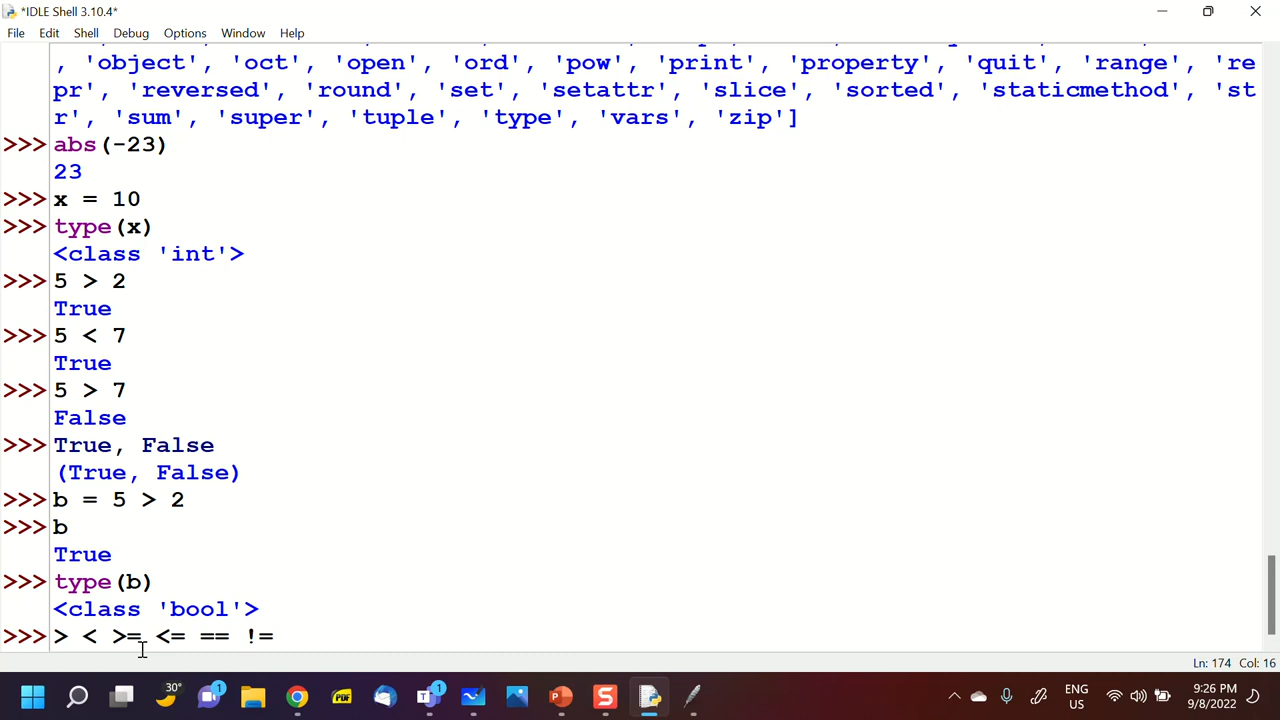 *IDLE Shell 3.10.4*
File Edit Shell Debug Options Window Help
, 'object', 'oct', 'open', 'ord', 'pow', 'print', 'property', 'quit', 'range', 're
pr', 'reversed', 'round', 'set', 'setattr', 'slice', 'sorted', 'staticmethod', 'st
r', 'sum', 'super', 'tuple', 'type', 'vars', 'zip']
>>> abs(-23)
23
>>> x = 10
>>> type(x)
<class 'int'>
>>> 5 > 2
True
>>> 5 < 7
True
>>> 5 > 7
False
>>> True, False
(True, False)
>>> b = 5 > 2
>>> b
True
>>> type(b)
<class 'bool'>
>>> > < >= <= == !=
Ln: 174 Col: 16
30° 1 PDF 1 ENG 9:26 PM
US 9/8/2022